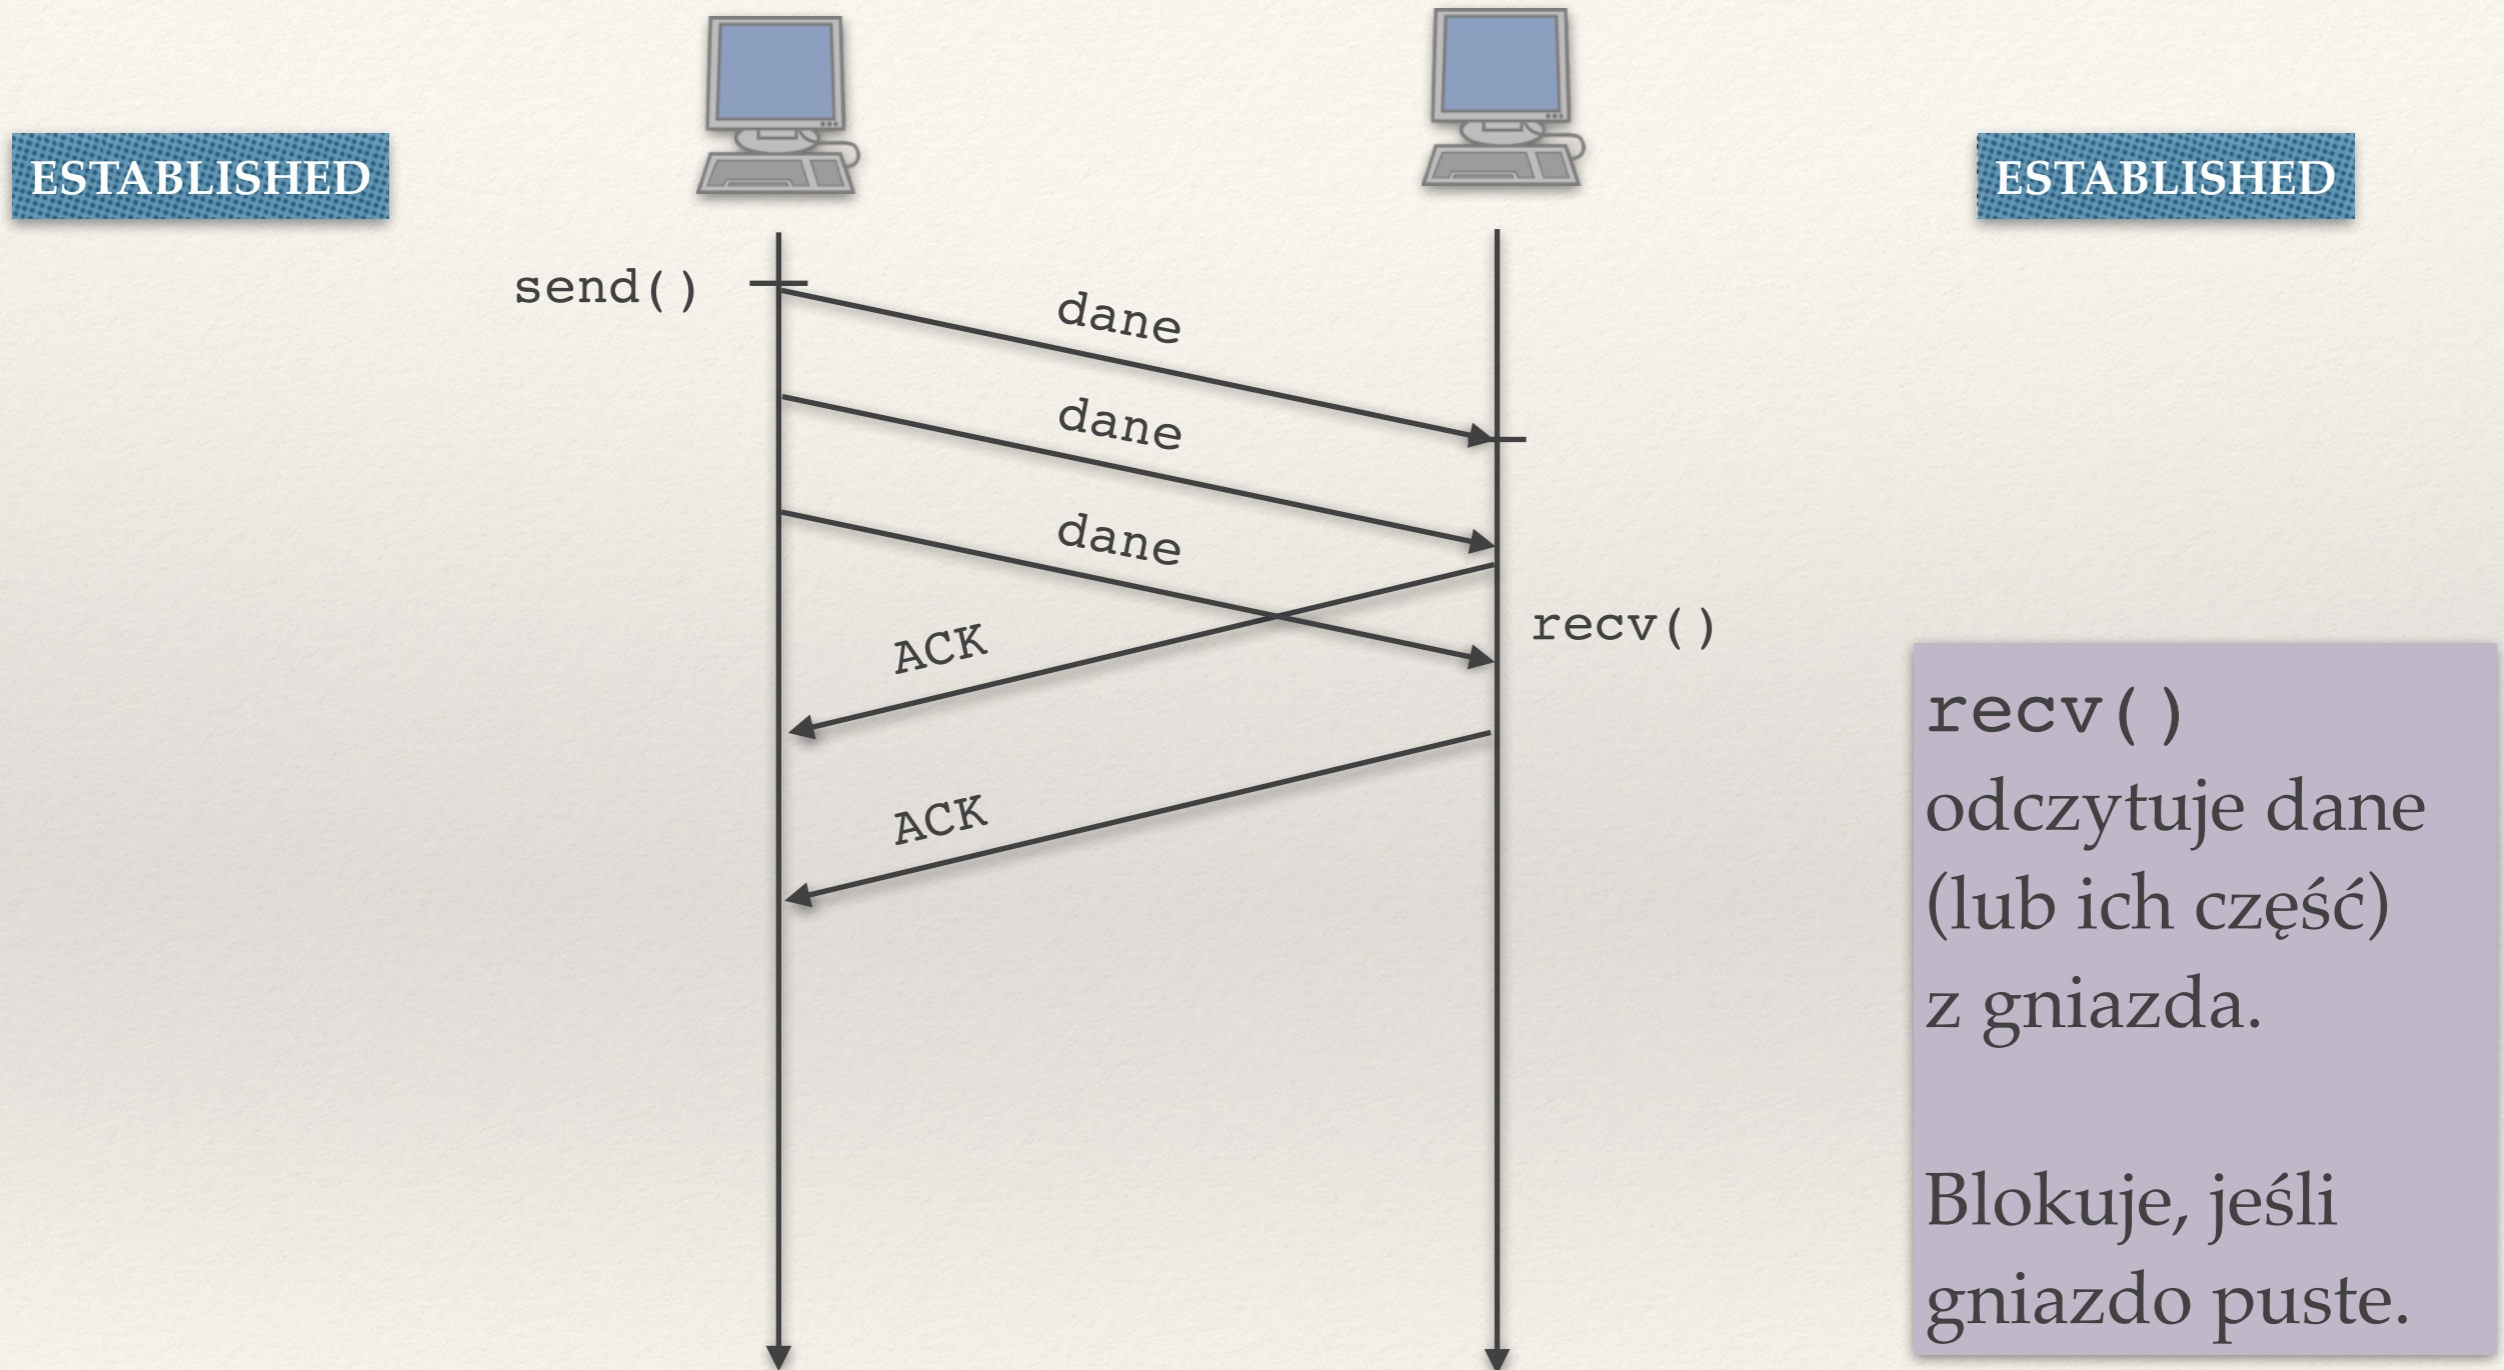 ESTABLISHED
ESTABLISHED
send()
dane
dane
dane
ACK
recv()
ACK
recv()
odczytuje dane
(lub ich część)
z gniazda.
Blokuje, jeśli
gniazdo puste.